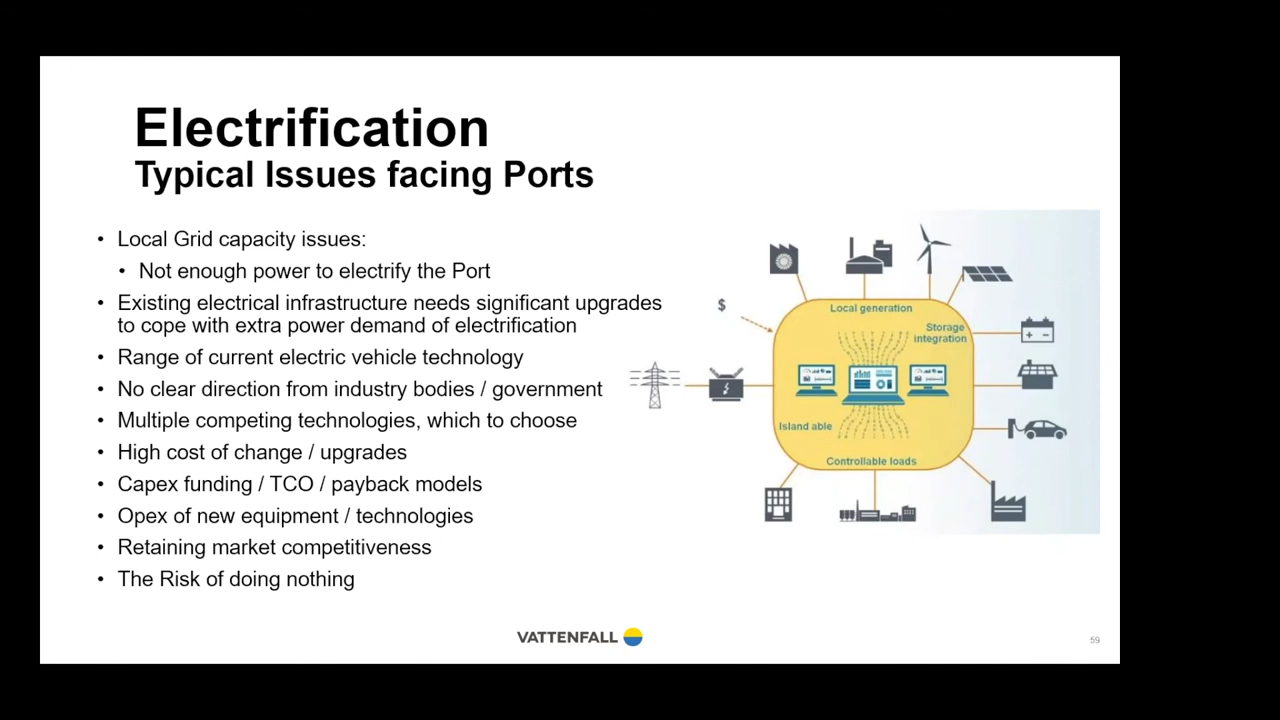 Electrification
Typical Issues facing Ports
• Local Grid capacity issues:
• Not enough power to electrify the Port
• Existing electrical infrastructure needs significant upgrades
to cope with extra power demand of electrification
• Range of current electric vehicle technology
• No clear direction from industry bodies / government
• Multiple competing technologies, which to choose
• High cost of change / upgrades
• Capex funding / TCO / payback models
• Opex of new equipment / technologies
• Retaining market competitiveness
• The Risk of doing nothing
$
Local generation
Storage
integration
Island able
Controllable loads
VATTENFALL
59